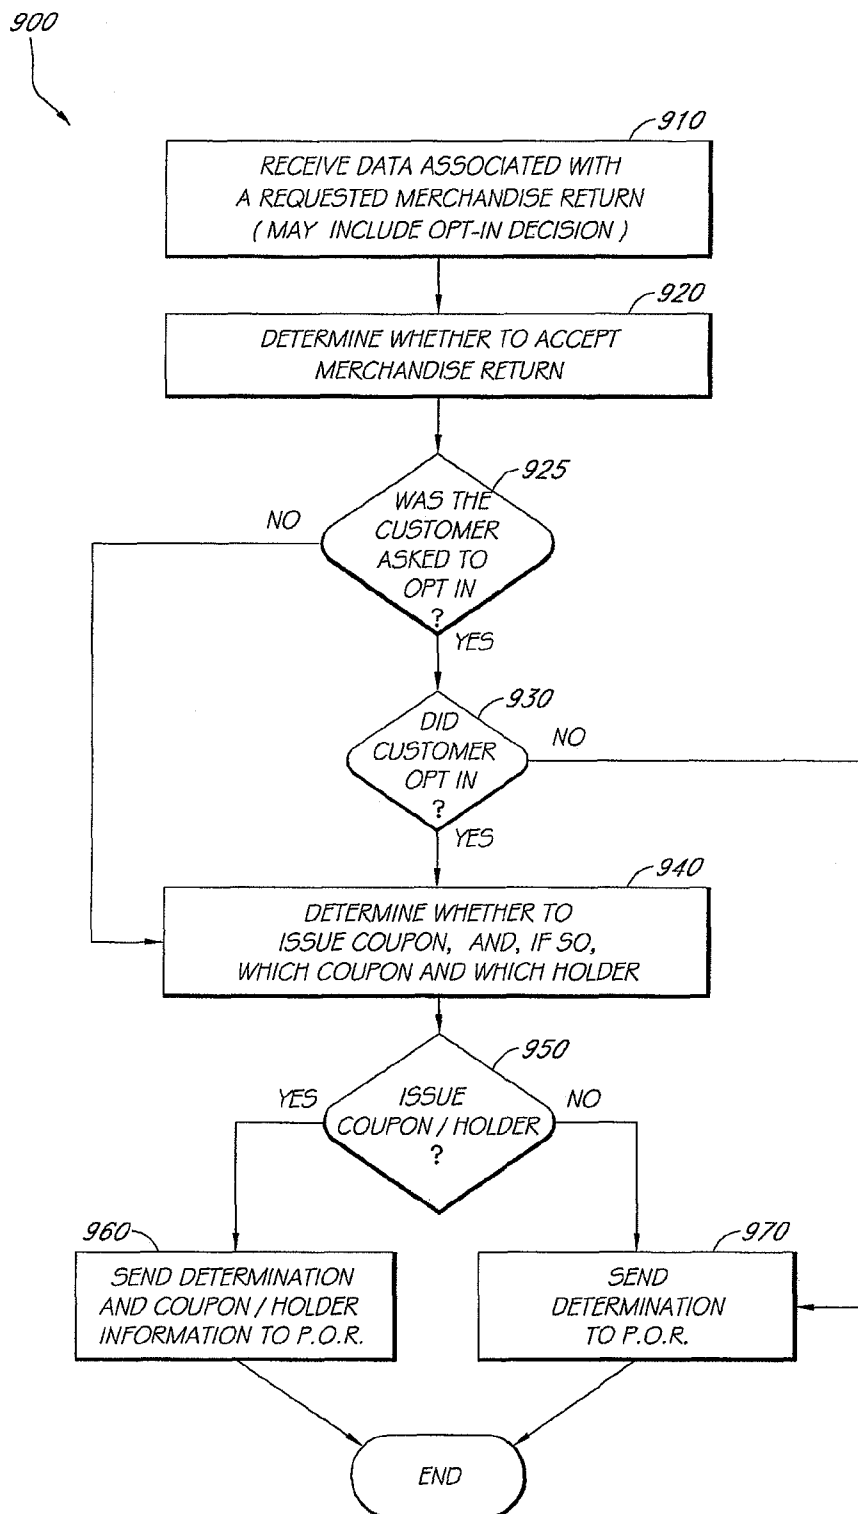 900
910
RECEIVE DATA ASSOCIATED WITH
A REQUESTED MERCHANDISE RETURN
( MAY INCLUDE OPT-IN DECISION )
920
DETERMINE WHETHER TO ACCEPT
MERCHANDISE RETURN
925
WAS THE
CUSTOMER
ASKED TO
OPT IN
?
NO
YES
930
DID
CUSTOMER
OPT IN
?
NO
YES
940
DETERMINE WHETHER TO
ISSUE COUPON, AND, IF SO,
WHICH COUPON AND WHICH HOLDER
950
ISSUE
COUPON / HOLDER
?
YES
NO
960
SEND DETERMINATION
AND COUPON / HOLDER
INFORMATION TO P.O.R.
970
SEND
DETERMINATION
TO P.O.R.
END